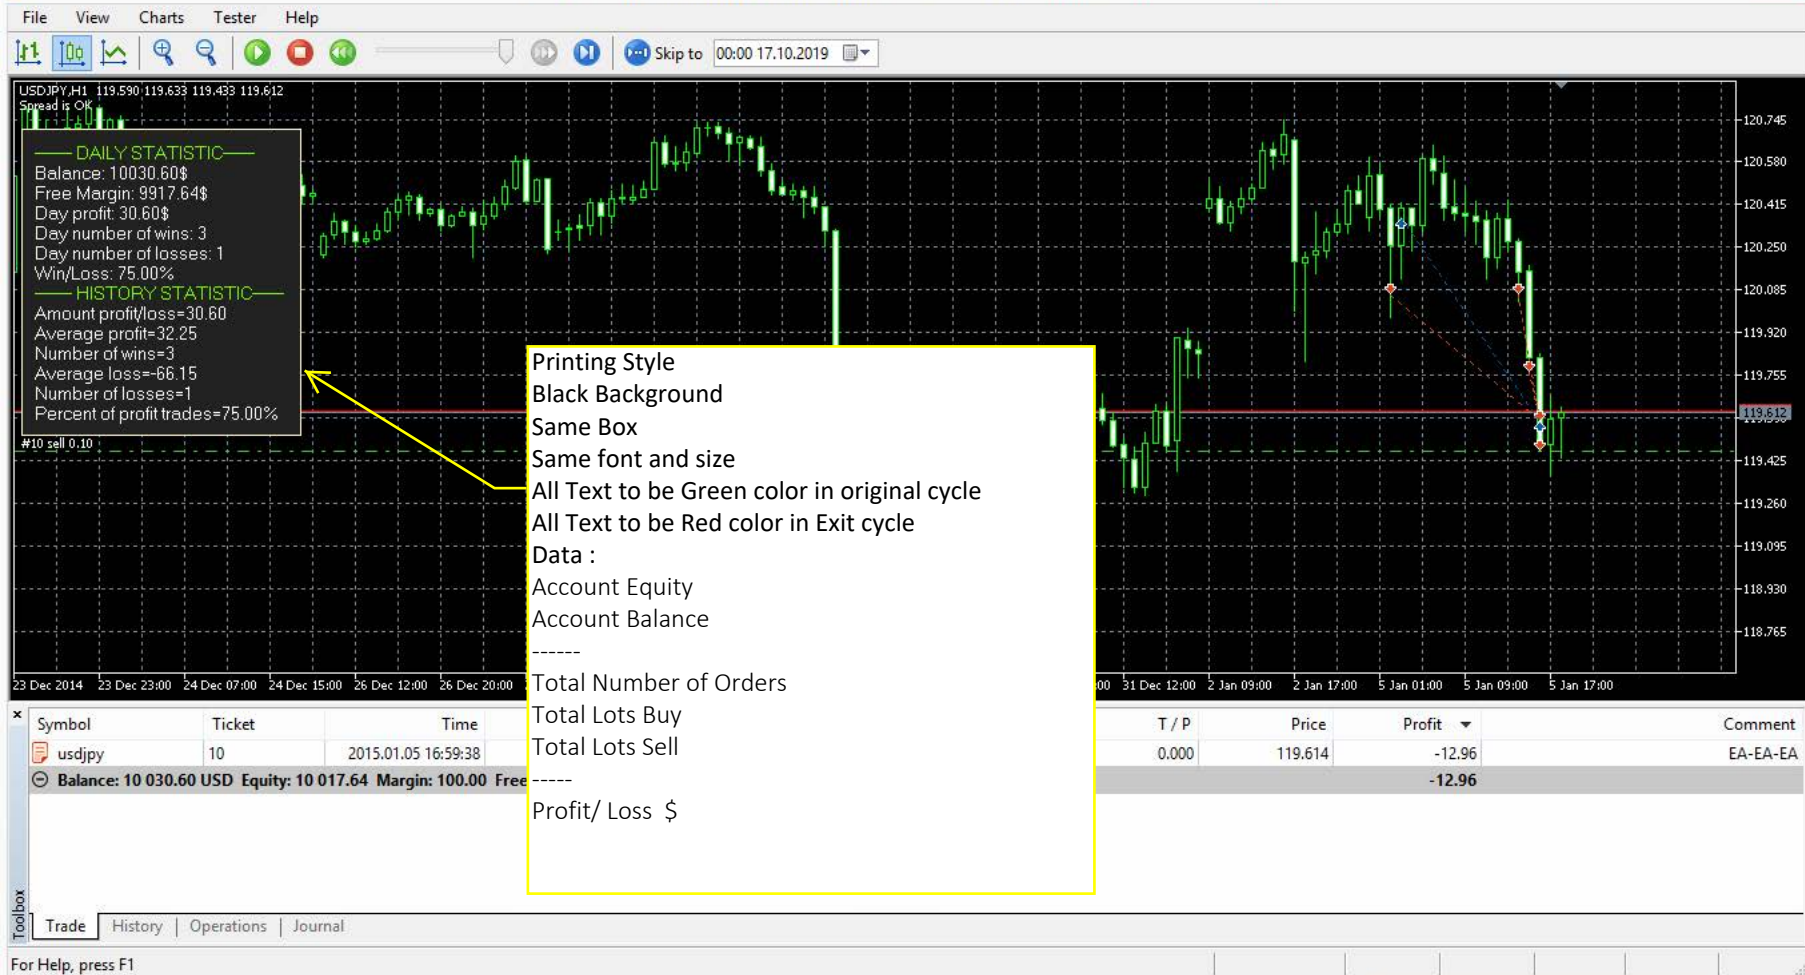 File View Charts Tester Help
Skip to 00:00 17.10.2019
USDJPY,H1 119.590 119.633 119.433 119.612
Spread is OK
DAILY STATISTIC
Balance: 10030.60$
Free Margin: 9917.64$
Day profit: 30.60$
Day number of wins: 3
Day number of losses: 1
Win/Loss: 75.00%
HISTORY STATISTIC
Amount profit/loss=30.60
Average profit=32.25
Number of wins=3
Average loss=-66.15
Number of losses=1
Percent of profit trades=75.00%
#10 sell 0.10
Printing Style
Black Background
Same Box
Same font and size
All Text to be Green color in original cycle
All Text to be Red color in Exit cycle
Data :
Account Equity
Account Balance
------
Total Number of Orders
Total Lots Buy
Total Lots Sell
-----
Profit/ Loss $
120.745
120.580
120.415
120.250
120.085
119.920
119.755
119.612
119.425
119.260
119.095
118.930
118.765
23 Dec 2014 23 Dec 23:00 24 Dec 07:00 24 Dec 15:00 26 Dec 12:00 26 Dec 20:00 :00 31 Dec 12:00 2 Jan 09:00 2 Jan 17:00 5 Jan 01:00 5 Jan 09:00 5 Jan 17:00
Symbol Ticket Time T / P Price Profit Comment
usdjpy 10 2015.01.05 16:59:38 0.000 119.614 -12.96 EA-EA-EA
Balance: 10 030.60 USD Equity: 10 017.64 Margin: 100.00 Free -12.96
Toolbox
Trade History Operations Journal
For Help, press F1